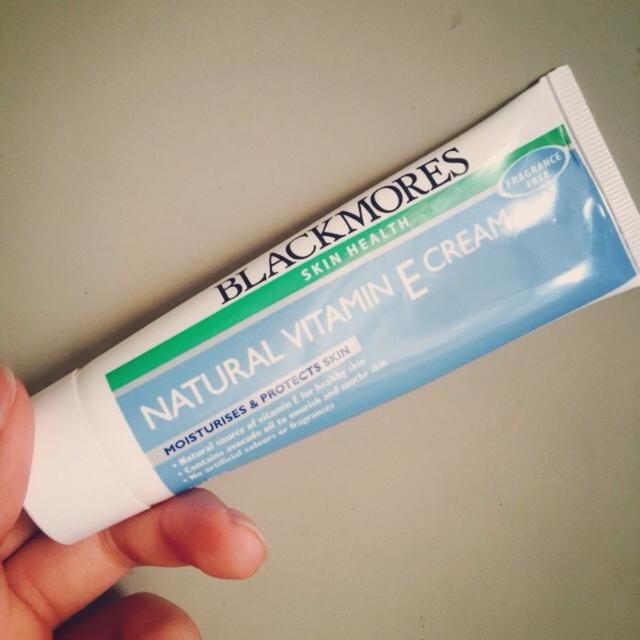 BLACKMORES
SKIN HEALTH
FRAGRANCE
FREE
NATURAL VITAMIN E CREAM
MOISTURISES & PROTECTS SKIN
• Natural source of vitamin E for healthy skin
• Contains avocado oil to nourish and soothe skin
• No artificial colours or fragrances